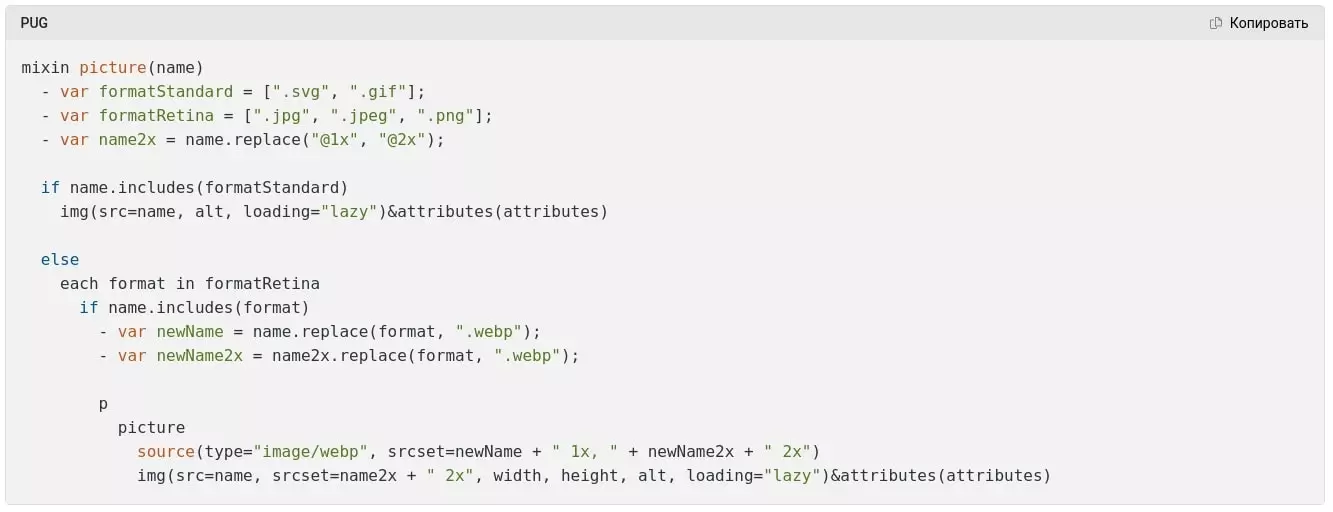 PUG
Копировать
mixin picture(name)
  - var formatStandard = [".svg", ".gif"];
  - var formatRetina = [".jpg", ".jpeg", ".png"];
  - var name2x = name.replace("@1x", "@2x");

  if name.includes(formatStandard)
    img(src=name, alt, loading="lazy")&attributes(attributes)

  else
    each format in formatRetina
      if name.includes(format)
        - var newName = name.replace(format, ".webp");
        - var newName2x = name2x.replace(format, ".webp");

        p
          picture
            source(type="image/webp", srcset=newName + " 1x, " + newName2x + " 2x")
            img(src=name, srcset=name2x + " 2x", width, height, alt, loading="lazy")&attributes(attributes)